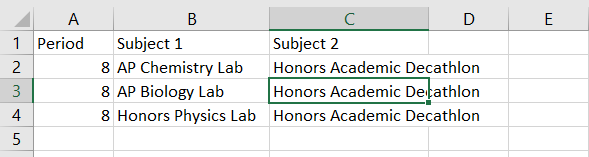 A B C D E
1 Period Subject 1 Subject 2
2 8 AP Chemistry Lab Honors Academic Decathlon
3 8 AP Biology Lab Honors Academic Decathlon
4 8 Honors Physics Lab Honors Academic Decathlon
5